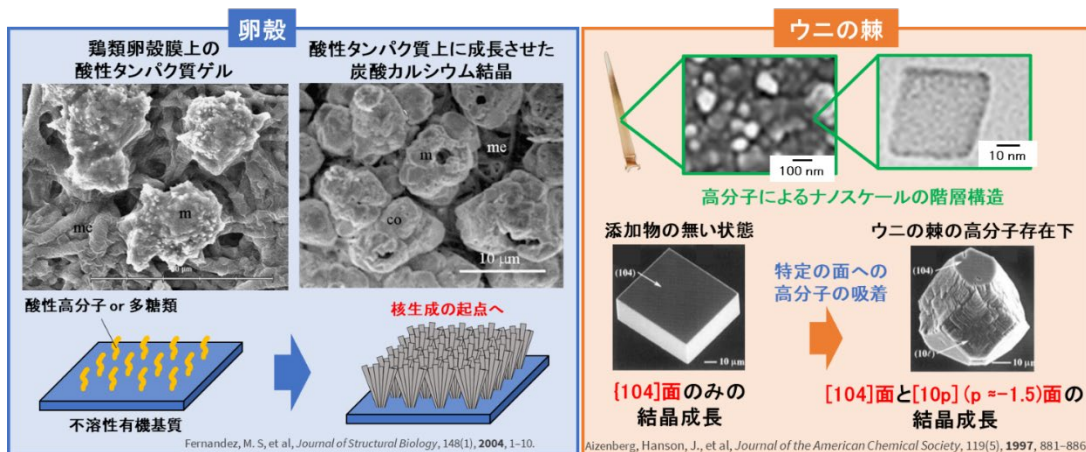 卵殻
鶏類卵殻膜上の
酸性タンパク質ゲル
酸性タンパク質上に成長させた
炭酸カルシウム結晶
m
me
m
me
co
10 μm
酸性高分子or 多糖類
不溶性有機基質
核生成の起点へ
Fernandez, M. S, et al, Journal of Structural Biology, 148(1), 2004, 1–10.
ウニの棘
100 nm
10 nm
高分子によるナノスケールの階層構造
添加物の無い状態
(104)
10 μm
特定の面への
高分子の吸着
ウニの棘の高分子存在下
(104)
(10l)
10 μm
{104]面のみの
結晶成長
[104]面と[10p] (p ≈−1.5)面の
結晶成長
Aizenberg, Hanson, J., et al, Journal of the American Chemical Society, 119(5), 1997, 881–886